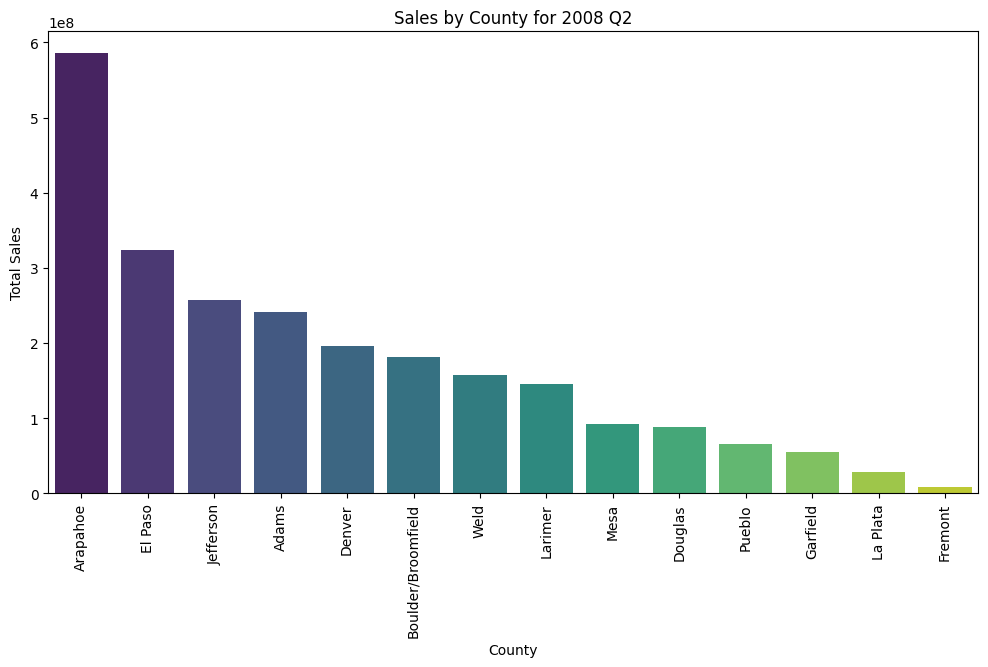 Sales by County for 2008 Q2
1e8
6
5
4
3
2
1
0
Total Sales
Arapahoe
El Paso
Jefferson
Adams
Denver
Boulder/Broomfield
Weld
Larimer
Mesa
Douglas
Pueblo
Garfield
La Plata
Fremont
County